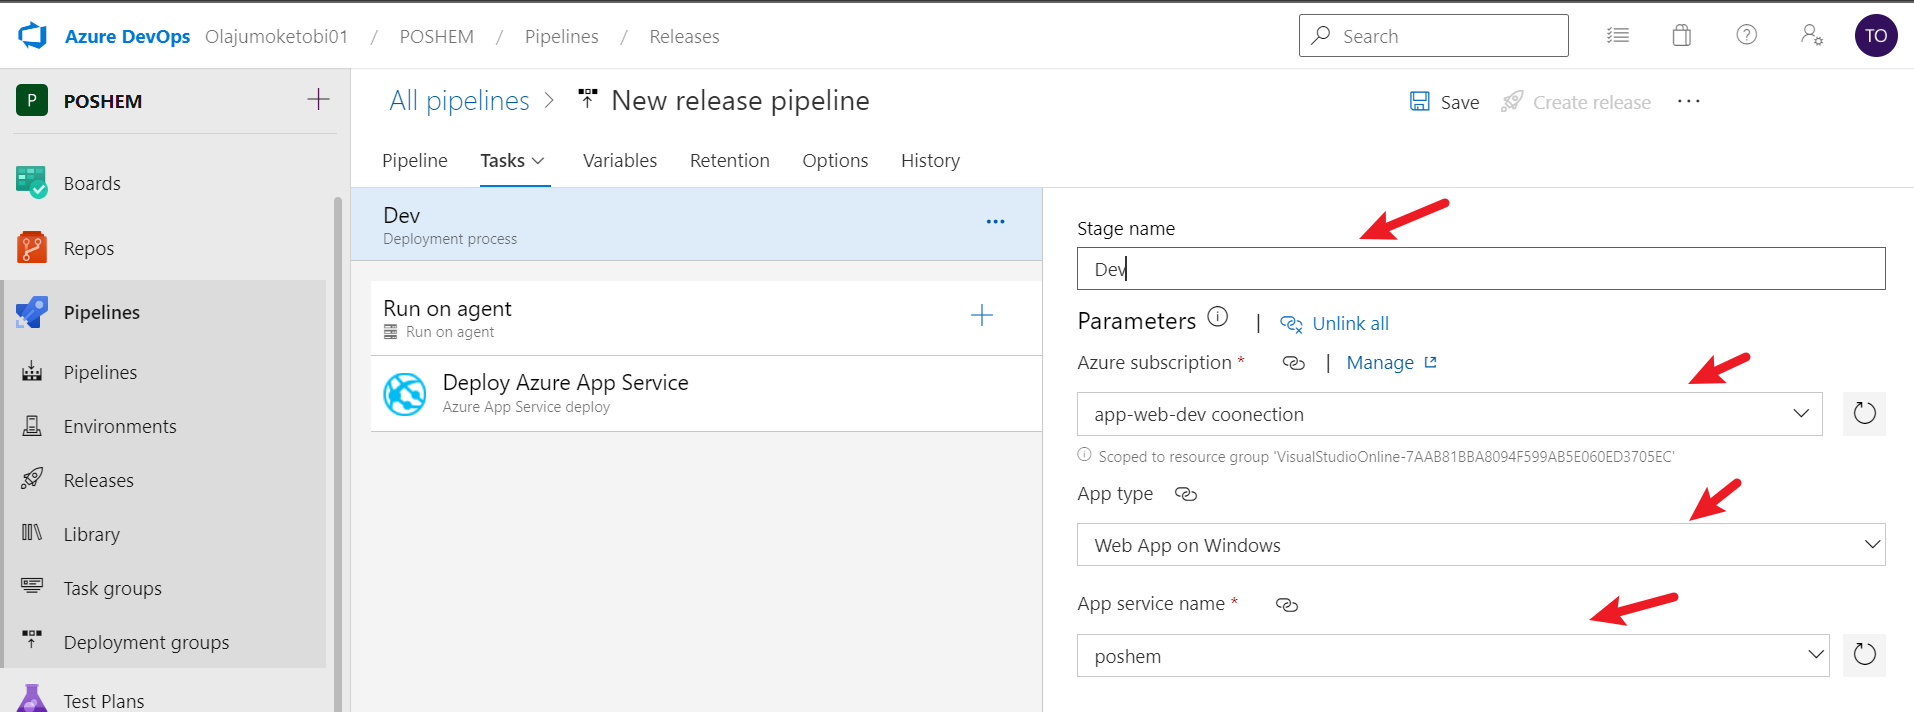 Azure DevOps Olajumoketobi01 / POSHEM / Pipelines / Releases
Search
TO
P POSHEM
Boards
Repos
Pipelines
Pipelines
Environments
Releases
Library
Task groups
Deployment groups
Test Plans
All pipelines > New release pipeline
Save Create release ...
Pipeline Tasks Variables Retention Options History
Dev
Deployment process
Run on agent
Run on agent
Deploy Azure App Service
Azure App Service deploy
Stage name
Dev
Parameters | Unlink all
Azure subscription * | Manage
app-web-dev coonection
Scoped to resource group 'VisualStudioOnline-7AAB81BBA8094F599AB5E060ED3705EC'
App type
Web App on Windows
App service name *
poshem